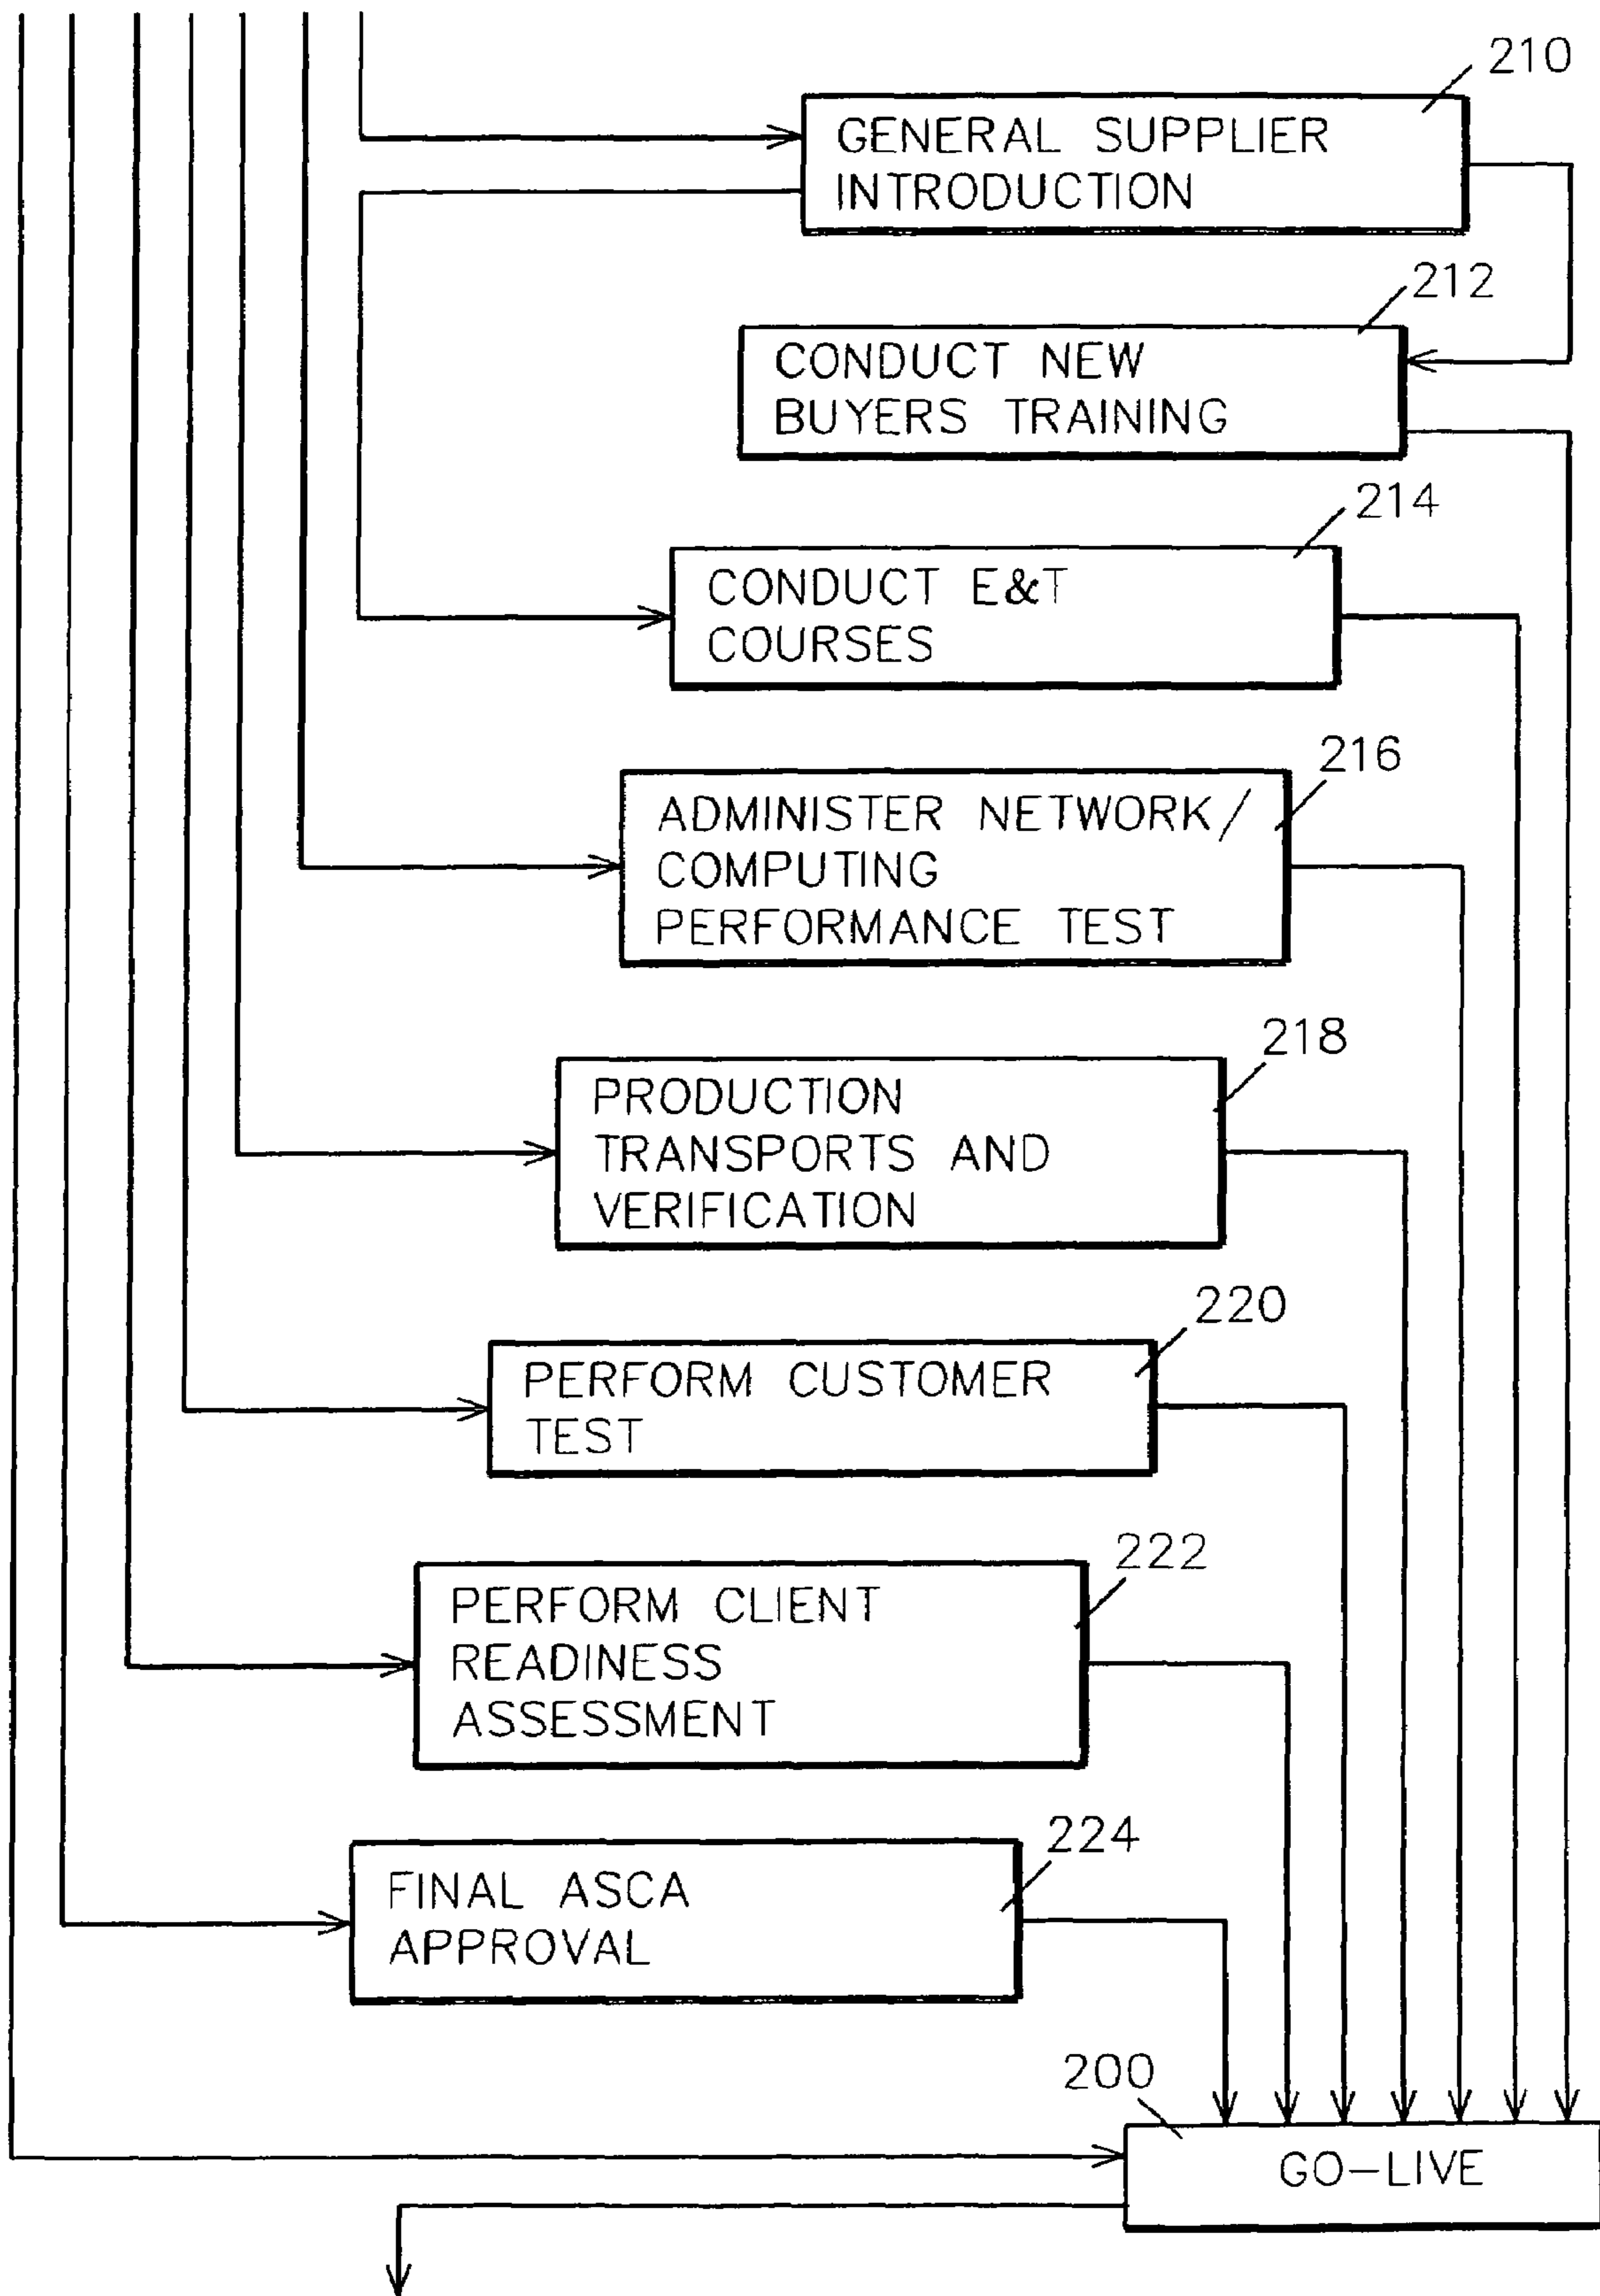 210
GENERAL SUPPLIER
INTRODUCTION
212
CONDUCT NEW
BUYERS TRAINING
214
CONDUCT E&T
COURSES
216
ADMINISTER NETWORK/
COMPUTING
PERFORMANCE TEST
218
PRODUCTION
TRANSPORTS AND
VERIFICATION
220
PERFORM CUSTOMER
TEST
222
PERFORM CLIENT
READINESS
ASSESSMENT
224
FINAL ASCA
APPROVAL
200
GO-LIVE